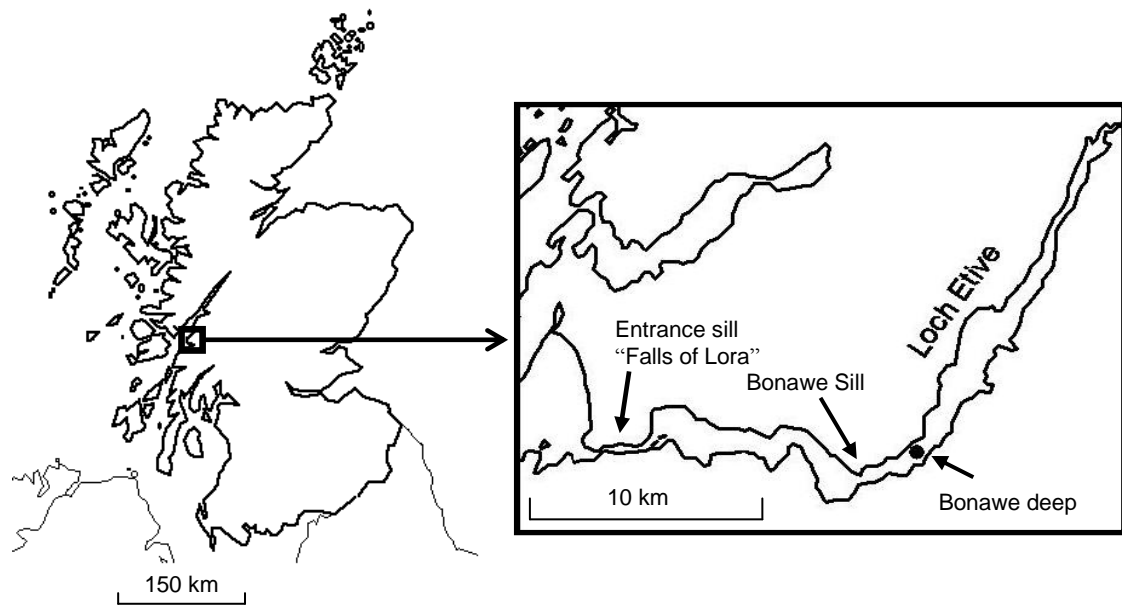 Loch Etive
Entrance sill
“Falls of Lora”
Bonawe Sill
10 km
Bonawe deep
150 km